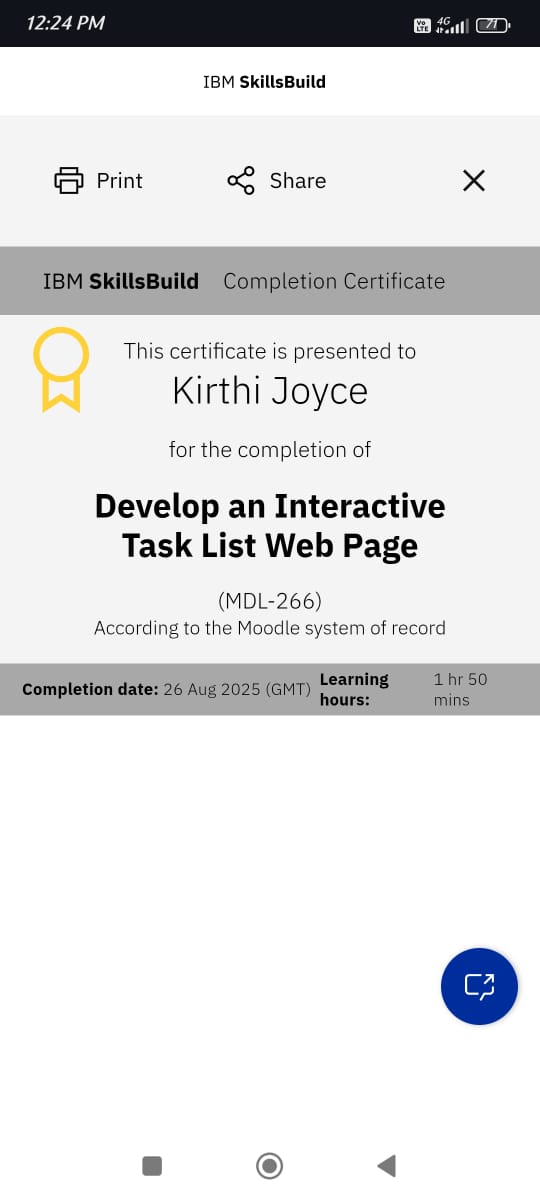 12:24 PM
Vo LTE 4G 71
IBM SkillsBuild
Print Share
IBM SkillsBuild Completion Certificate
This certificate is presented to
Kirthi Joyce
for the completion of
Develop an Interactive
Task List Web Page
(MDL-266)
According to the Moodle system of record
Completion date: 26 Aug 2025 (GMT) Learning hours: 1 hr 50 mins